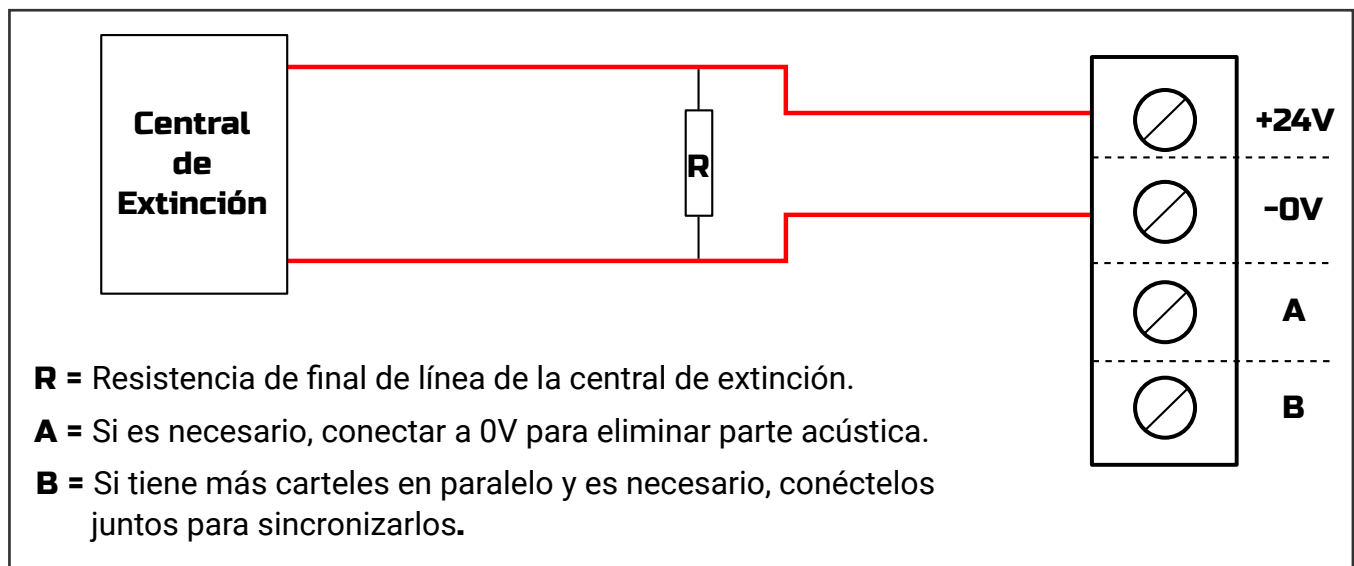 Central
de
Extinción
R
+24V
-0V
A
B
R = Resistencia de final de línea de la central de extinción.
A = Si es necesario, conectar a 0V para eliminar parte acústica.
B = Si tiene más carteles en paralelo y es necesario, conéctelos
juntos para sincronizarlos.